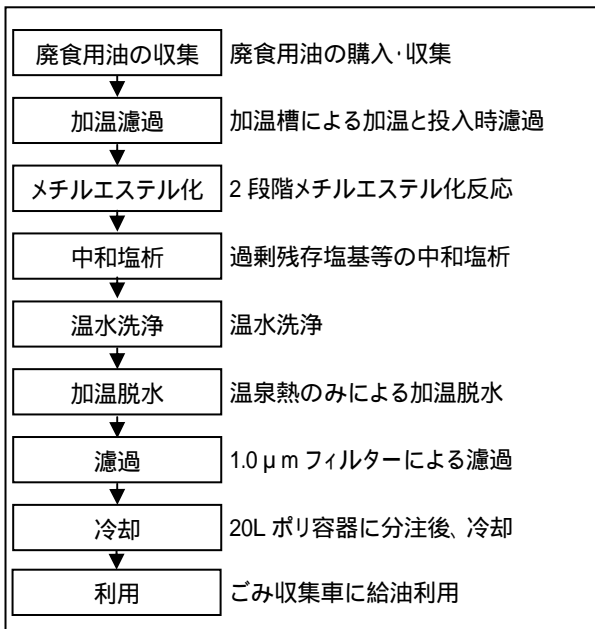 廃食用油の収集 廃食用油の購入・収集
加温濾過 加温槽による加温と投入時濾過
メチルエステル化 2 段階メチルエステル化反応
中和塩析 過剰残存塩基等の中和塩析
温水洗浄 温水洗浄
加温脱水 温泉熱のみによる加温脱水
濾過 1.0 μm フィルターによる濾過
冷却 20L ポリ容器に分注後、冷却
利用 ごみ収集車に給油利用